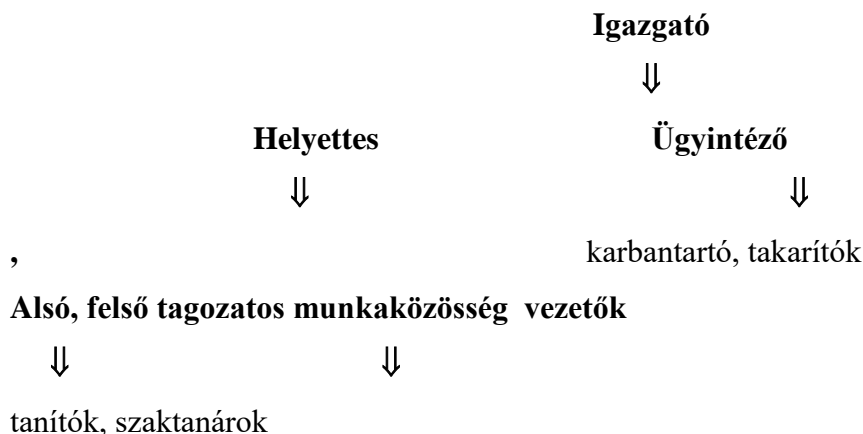 Igazgató
⇓
Helyettes Ügyintéző
⇓ ⇓
, karbantartó, takarítók
Alsó, felső tagozatos munkaközösség vezetők
⇓ ⇓
tanítók, szaktanárok